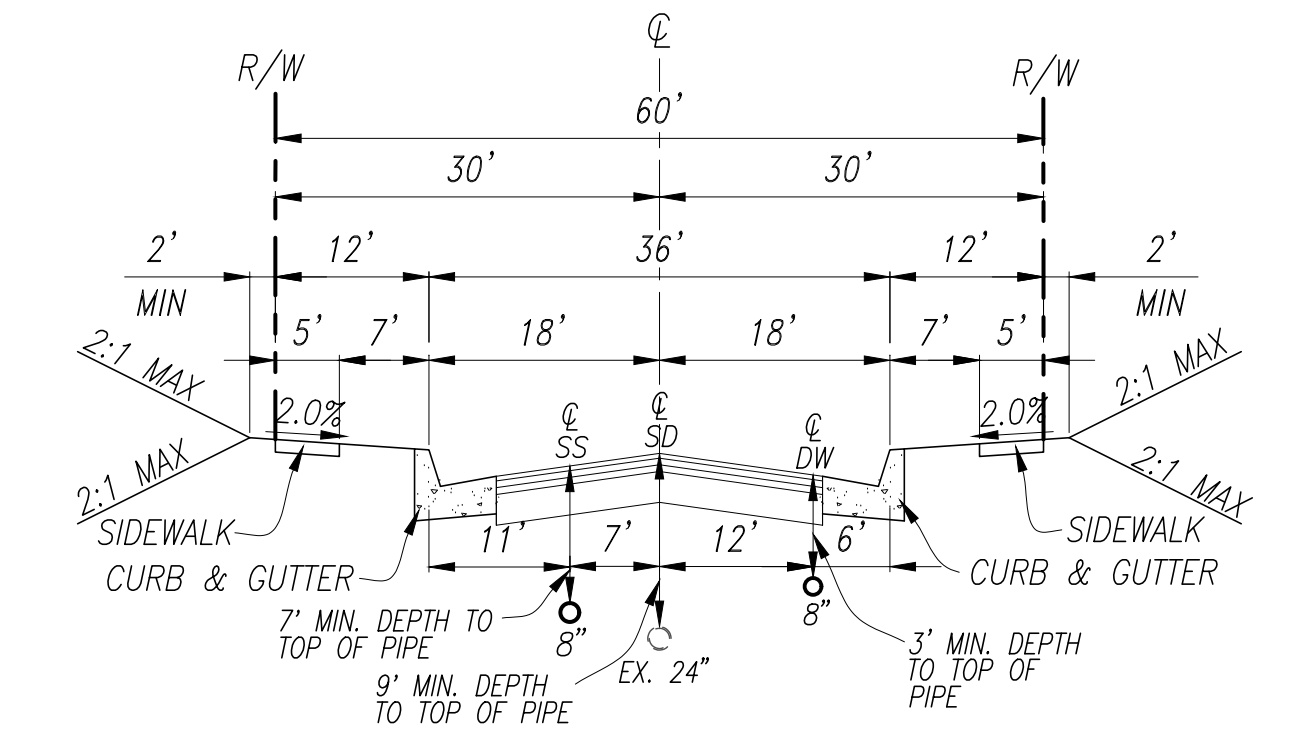 ℄
R/W
R/W
60’
30’ 30’
2’ 12’ 36’ 12’ 2’
MIN MIN
5’ 7’ 18’ 18’ 7’ 5’
2:1 MAX 2:1 MAX
2.0% 2.0%
℄ ℄ ℄
SS SD DW
2:1 MAX 2:1 MAX
SIDEWALK SIDEWALK
11’ 7’ 12’ 6’
CURB & GUTTER CURB & GUTTER
7’ MIN. DEPTH TO
TOP OF PIPE
8”
8”
9’ MIN. DEPTH
TO TOP OF PIPE
EX. 24”
3’ MIN. DEPTH
TO TOP OF
PIPE